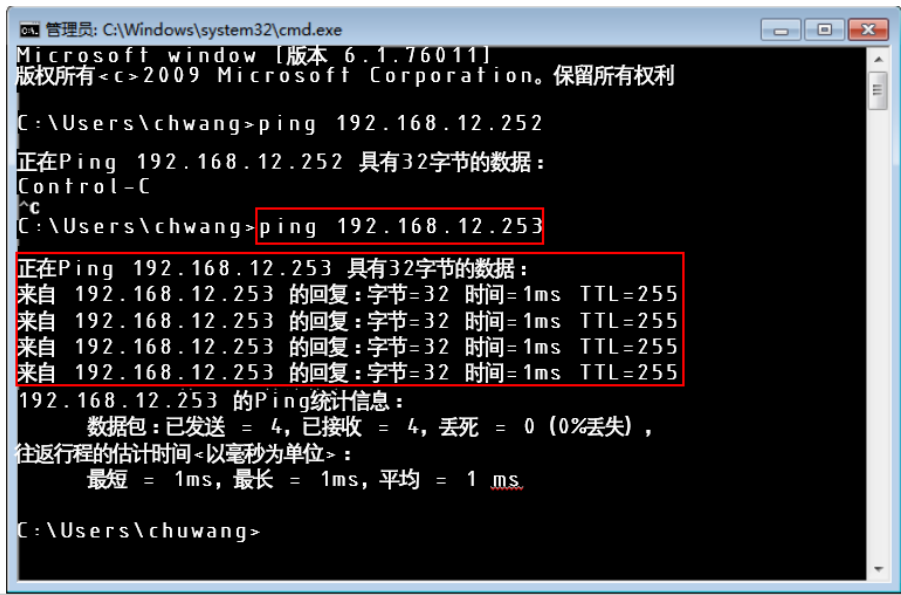 管理员: C:\Windows\system32\cmd.exe
Microsoft window [版本 6.1.76011]
版权所有<c>2009 Microsoft Corporation。保留所有权利
C:\Users\chwang>ping 192.168.12.252
正在Ping 192.168.12.252 具有32字节的数据:
Control-C
^C
C:\Users\chwang>ping 192.168.12.253
正在Ping 192.168.12.253 具有32字节的数据:
来自 192.168.12.253 的回复:字节=32 时间=1ms TTL=255
来自 192.168.12.253 的回复:字节=32 时间=1ms TTL=255
来自 192.168.12.253 的回复:字节=32 时间=1ms TTL=255
来自 192.168.12.253 的回复:字节=32 时间=1ms TTL=255
192.168.12.253 的Ping统计信息:
数据包:已发送 = 4，已接收 = 4，丢死 = 0（0%丢失），
往返行程的估计时间<以毫秒为单位>:
最短 = 1ms，最长 = 1ms，平均 = 1 ms
C:\Users\chuwang>